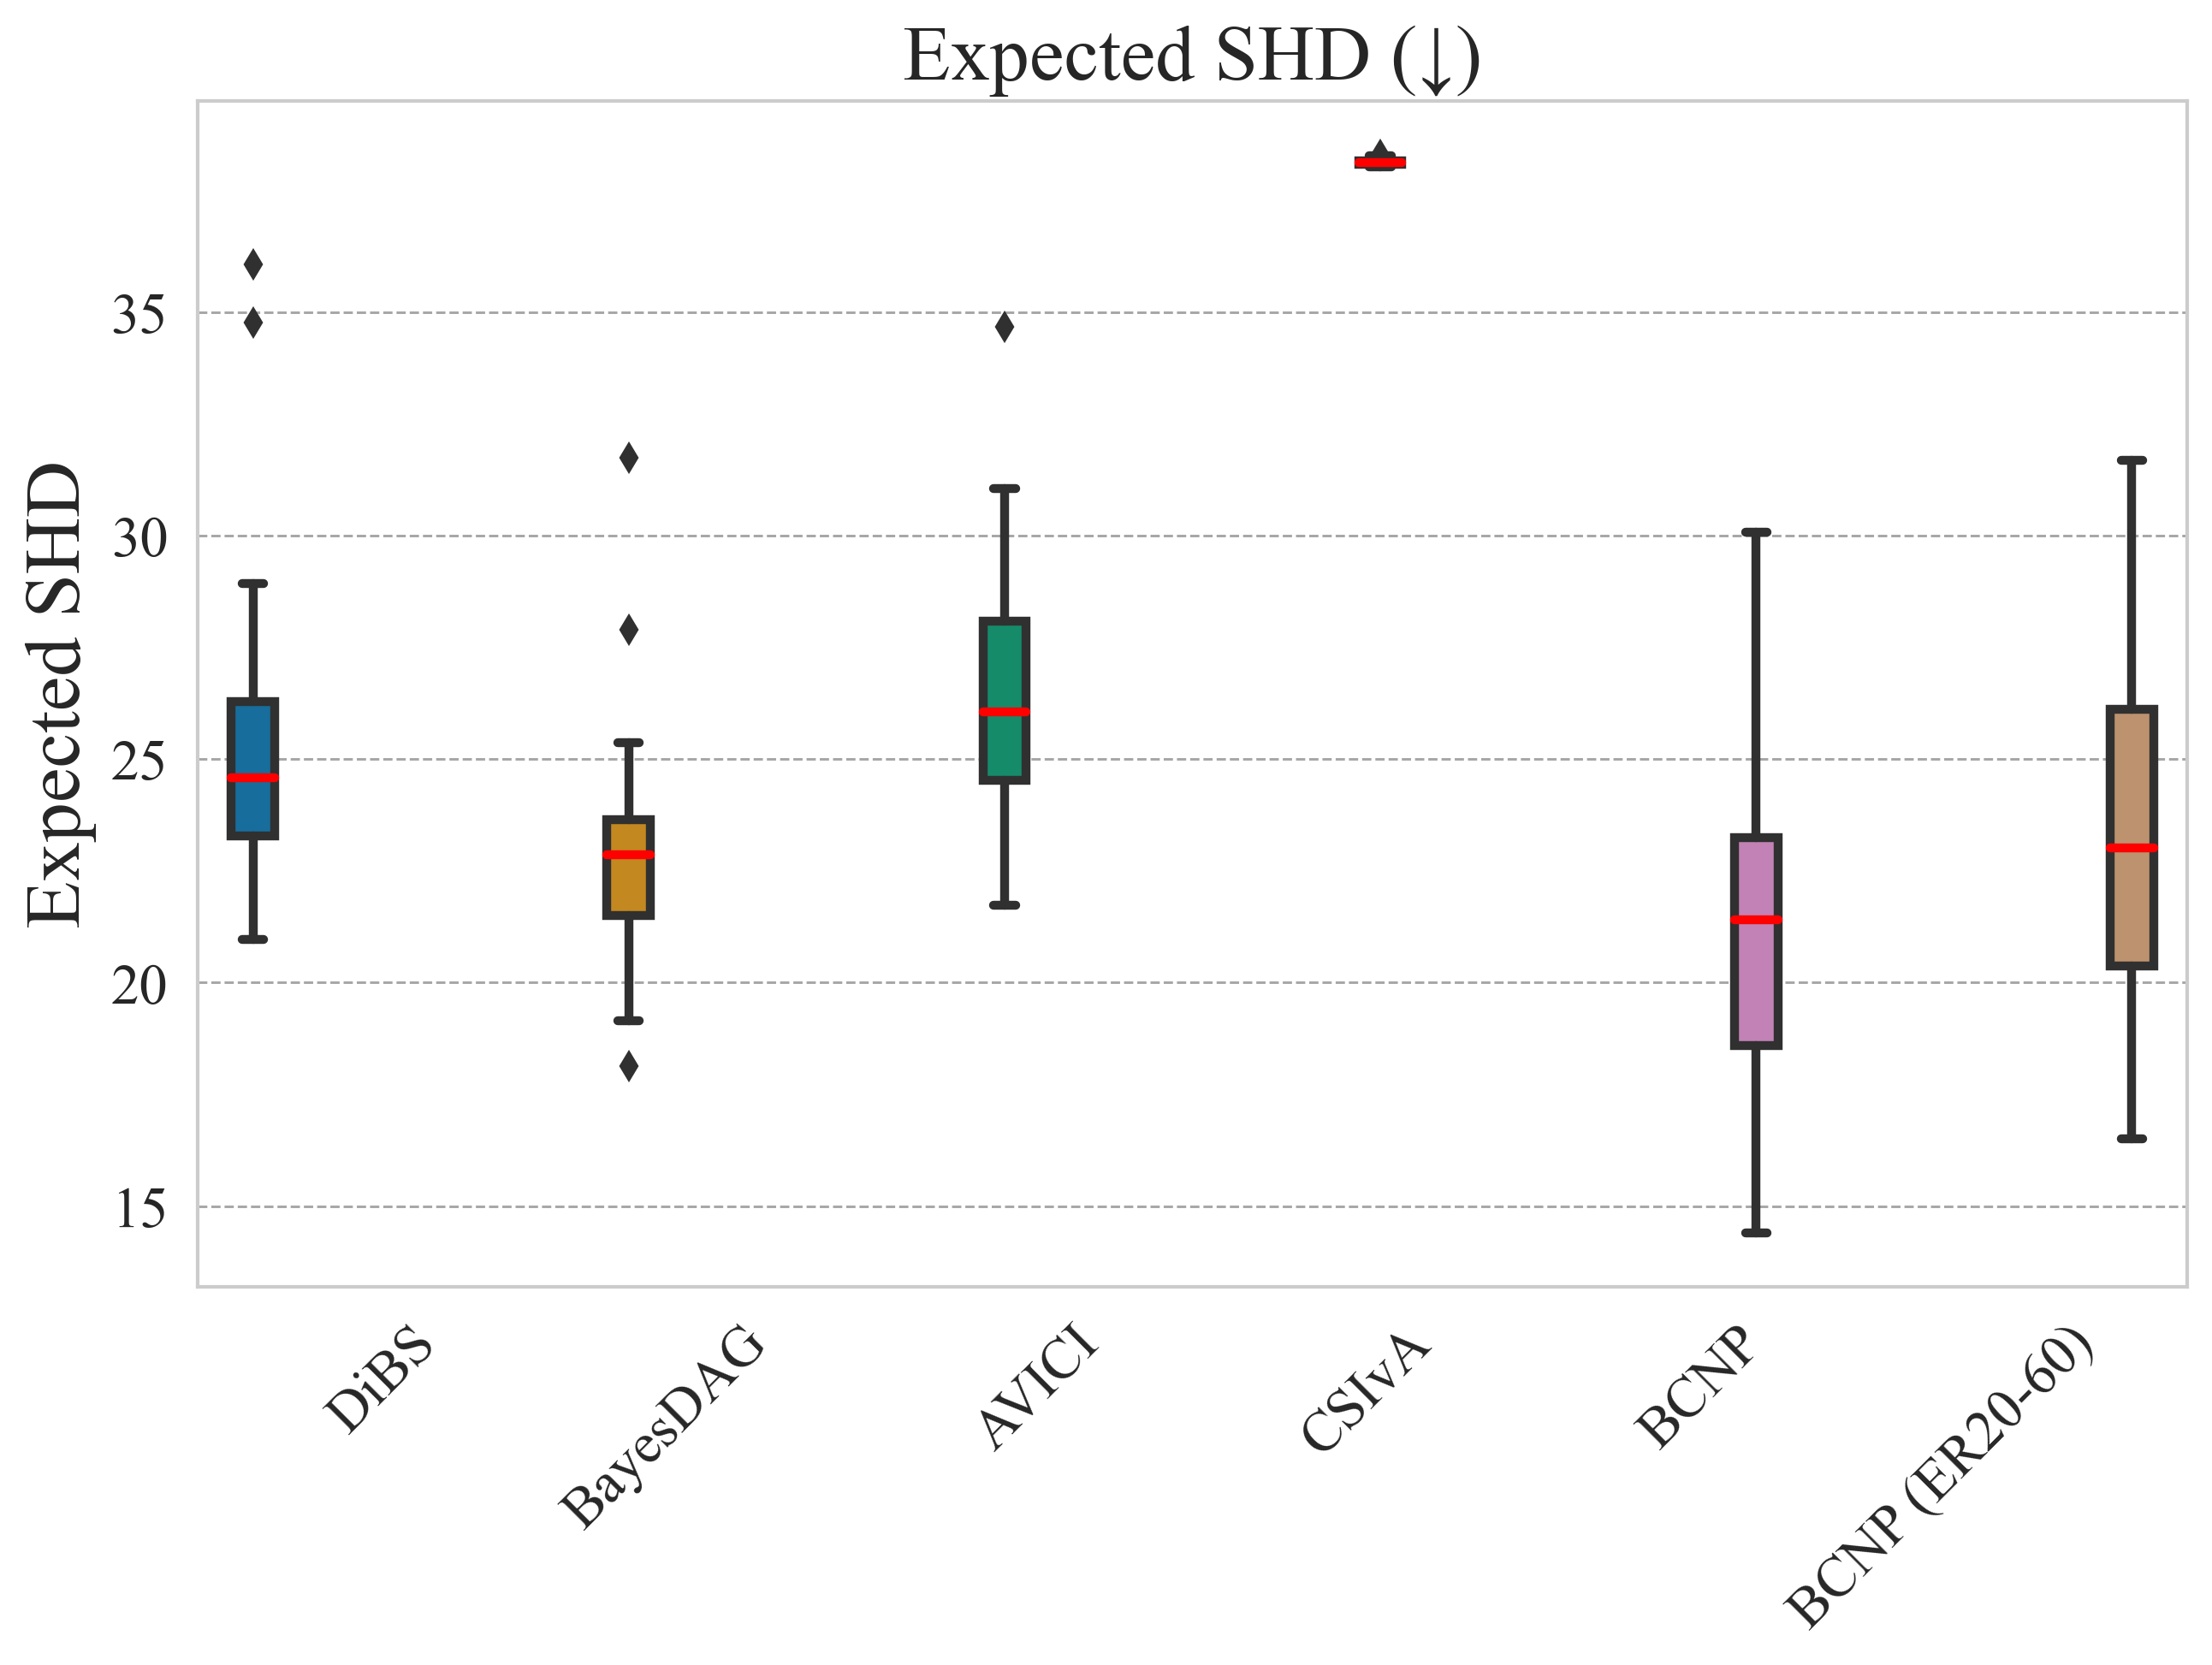 Expected SHD (↓)
Expected SHD
35
30
25
20
15
DiBS
BayesDAG
AVICI
CSIvA
BCNP
BCNP (ER20-60)